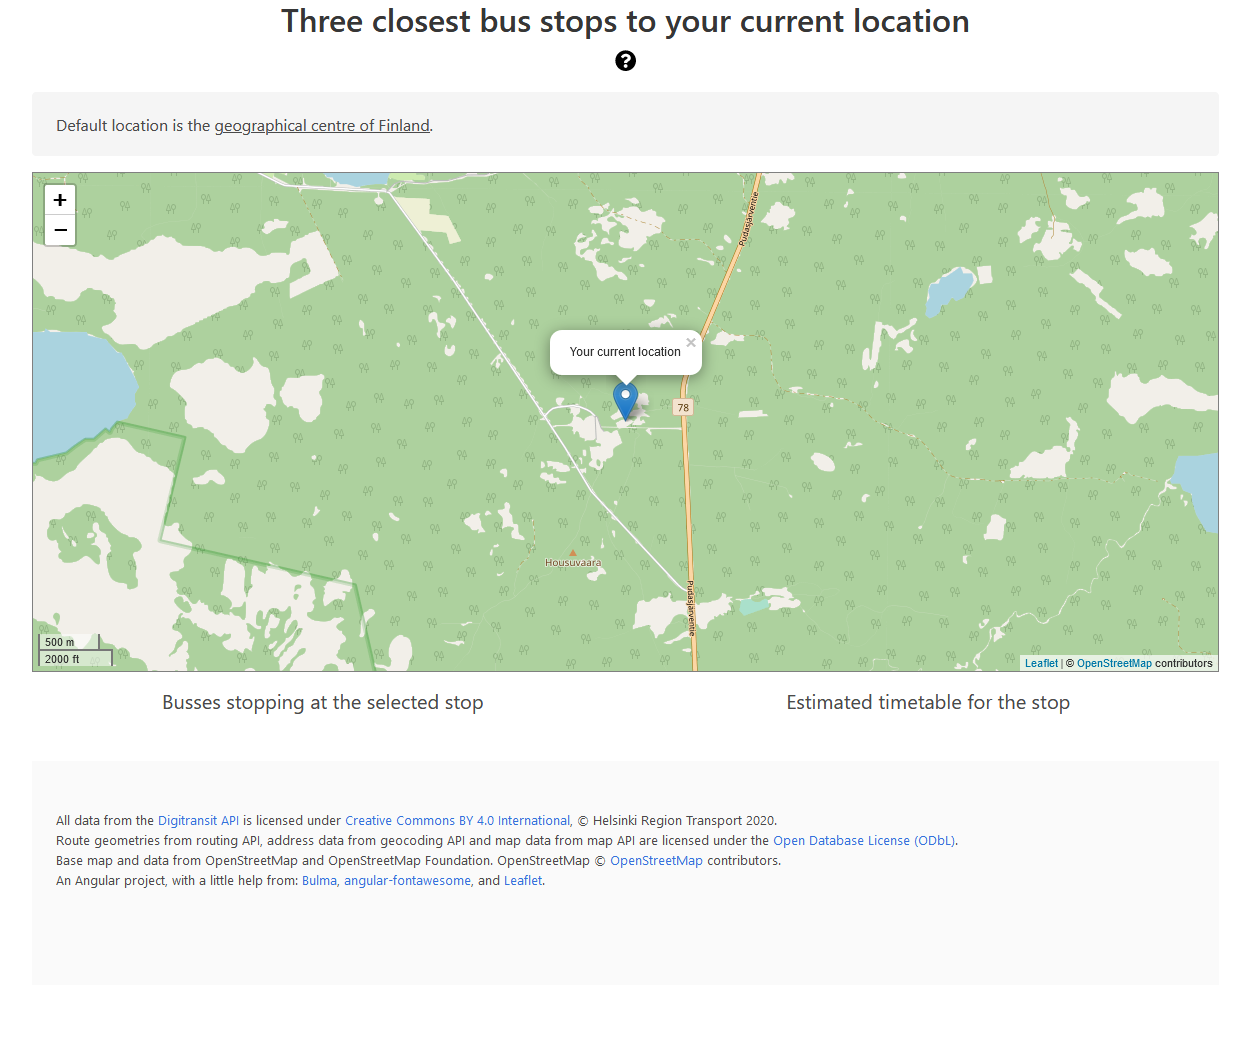 Three closest bus stops to your current location
?
Default location is the geographical centre of Finland.
+
−
Pudasjärventie
Your current location
×
78
Housuvaara
Pudasjärventie
500 m
2000 ft
Leaflet | © OpenStreetMap contributors
Busses stopping at the selected stop
Estimated timetable for the stop
All data from the Digitransit API is licensed under Creative Commons BY 4.0 International, © Helsinki Region Transport 2020.
Route geometries from routing API, address data from geocoding API and map data from map API are licensed under the Open Database License (ODbL).
Base map and data from OpenStreetMap and OpenStreetMap Foundation. OpenStreetMap © OpenStreetMap contributors.
An Angular project, with a little help from: Bulma, angular-fontawesome, and Leaflet.